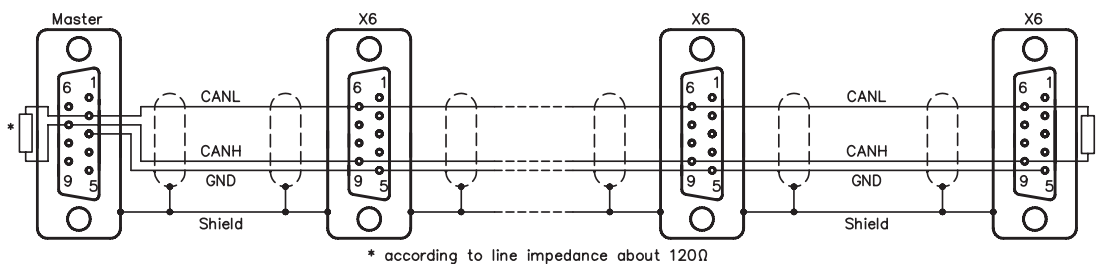 Master X6 X6 X6
6 1 6 1 6 1 6 1
CANL CANL
*
CANH CANH
9 5 GND 9 5 9 5 GND 9 5
Shield Shield
* according to line impedance about 120Ω